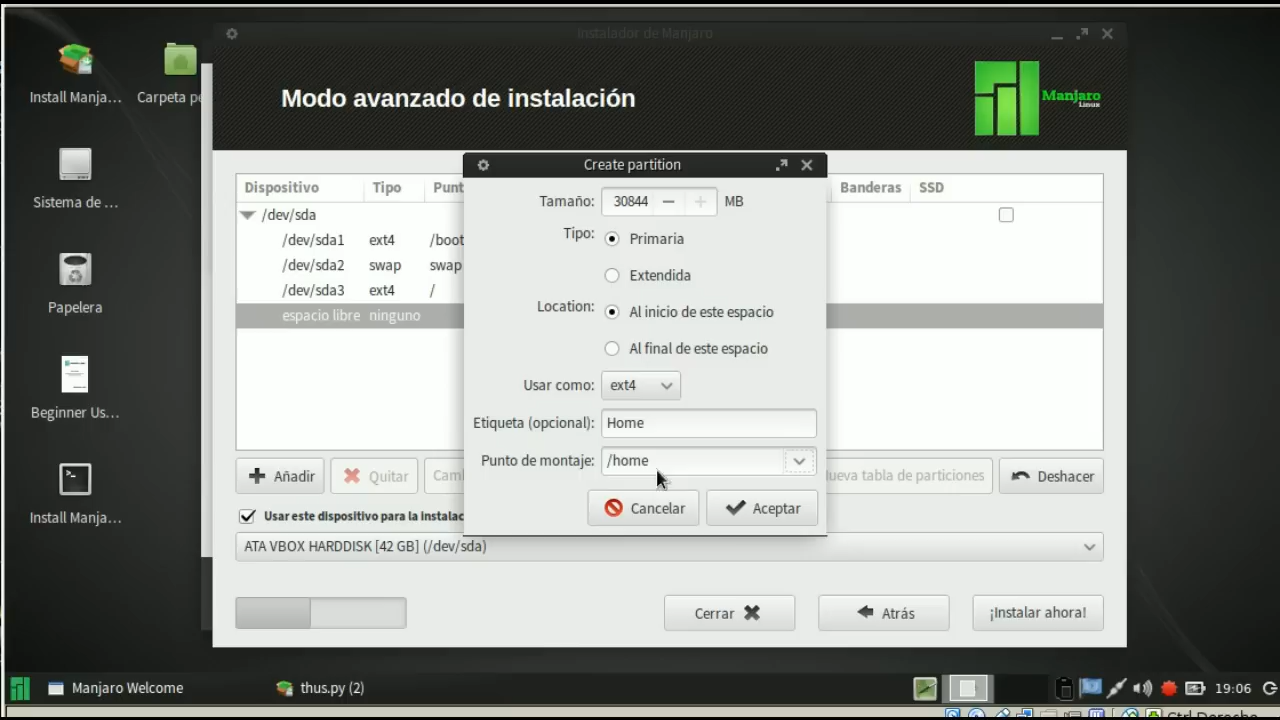 Instalador de Manjaro
Modo avanzado de instalación
Manjaro
Linux
Install Manja...
Carpeta pe
Sistema de ...
Papelera
Beginner Us...
Install Manja...
Dispositivo Tipo Punt Banderas SSD
/dev/sda
/dev/sda1 ext4 /boot
/dev/sda2 swap swap
/dev/sda3 ext4 /
espacio libre ninguno
Create partition
Tamaño: 30844 MB
Tipo: Primaria
Extendida
Location: Al inicio de este espacio
Al final de este espacio
Usar como: ext4
Etiqueta (opcional): Home
Punto de montaje: /home
Cancelar Aceptar
Añadir Quitar Cam ueva tabla de particiones Deshacer
Usar este dispositivo para la instalac
ATA VBOX HARDDISK [42 GB] (/dev/sda)
Cerrar Atrás ¡Instalar ahora!
Manjaro Welcome thus.py (2) 19:06
Ctrl Derecho